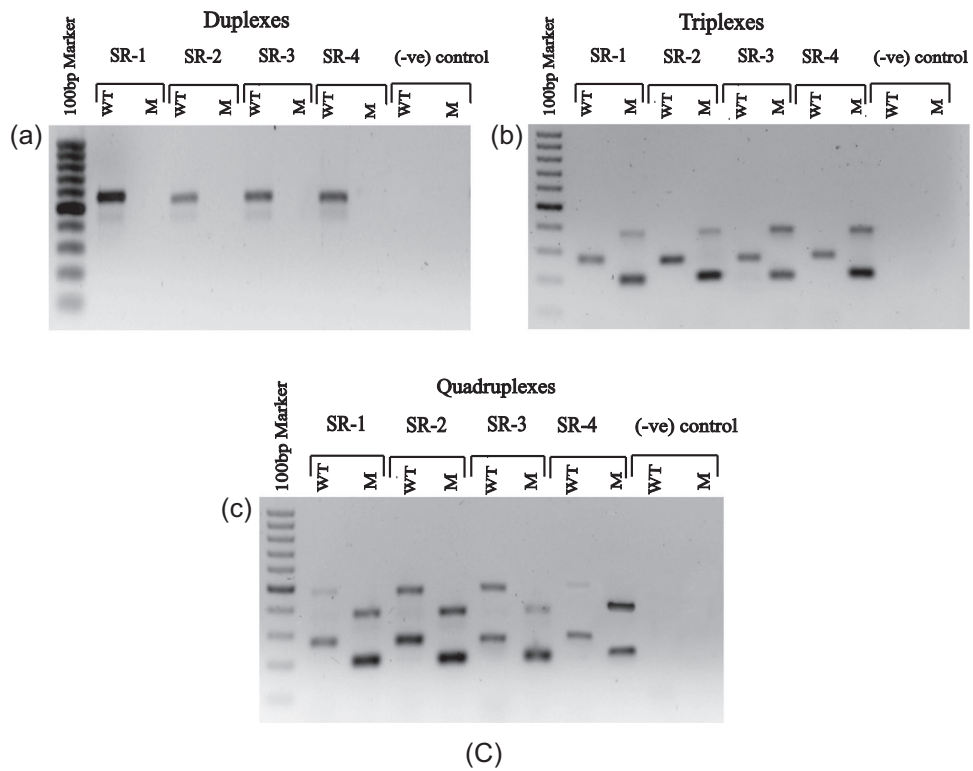 Duplexes
100bp Marker
SR-1 SR-2 SR-3 SR-4 (-ve) control
WT M WT M WT M WT M WT M
(a)
Triplexes
100bp Marker
SR-1 SR-2 SR-3 SR-4 (-ve) control
WT M WT M WT M WT M WT M
(b)
Quadruplexes
100bp Marker
SR-1 SR-2 SR-3 SR-4 (-ve) control
WT M WT M WT M WT M WT M
(c)
(C)